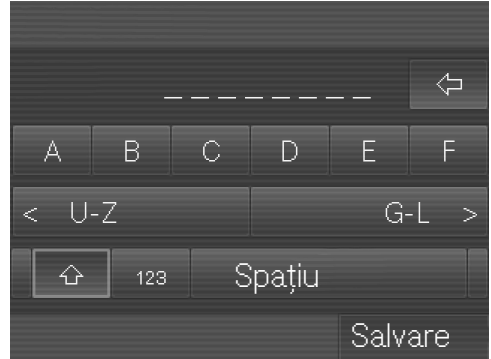 _ _ _ _ _ _ _ _
A B C D E F
< U-Z G-L >
123 Spațiu
Salvare